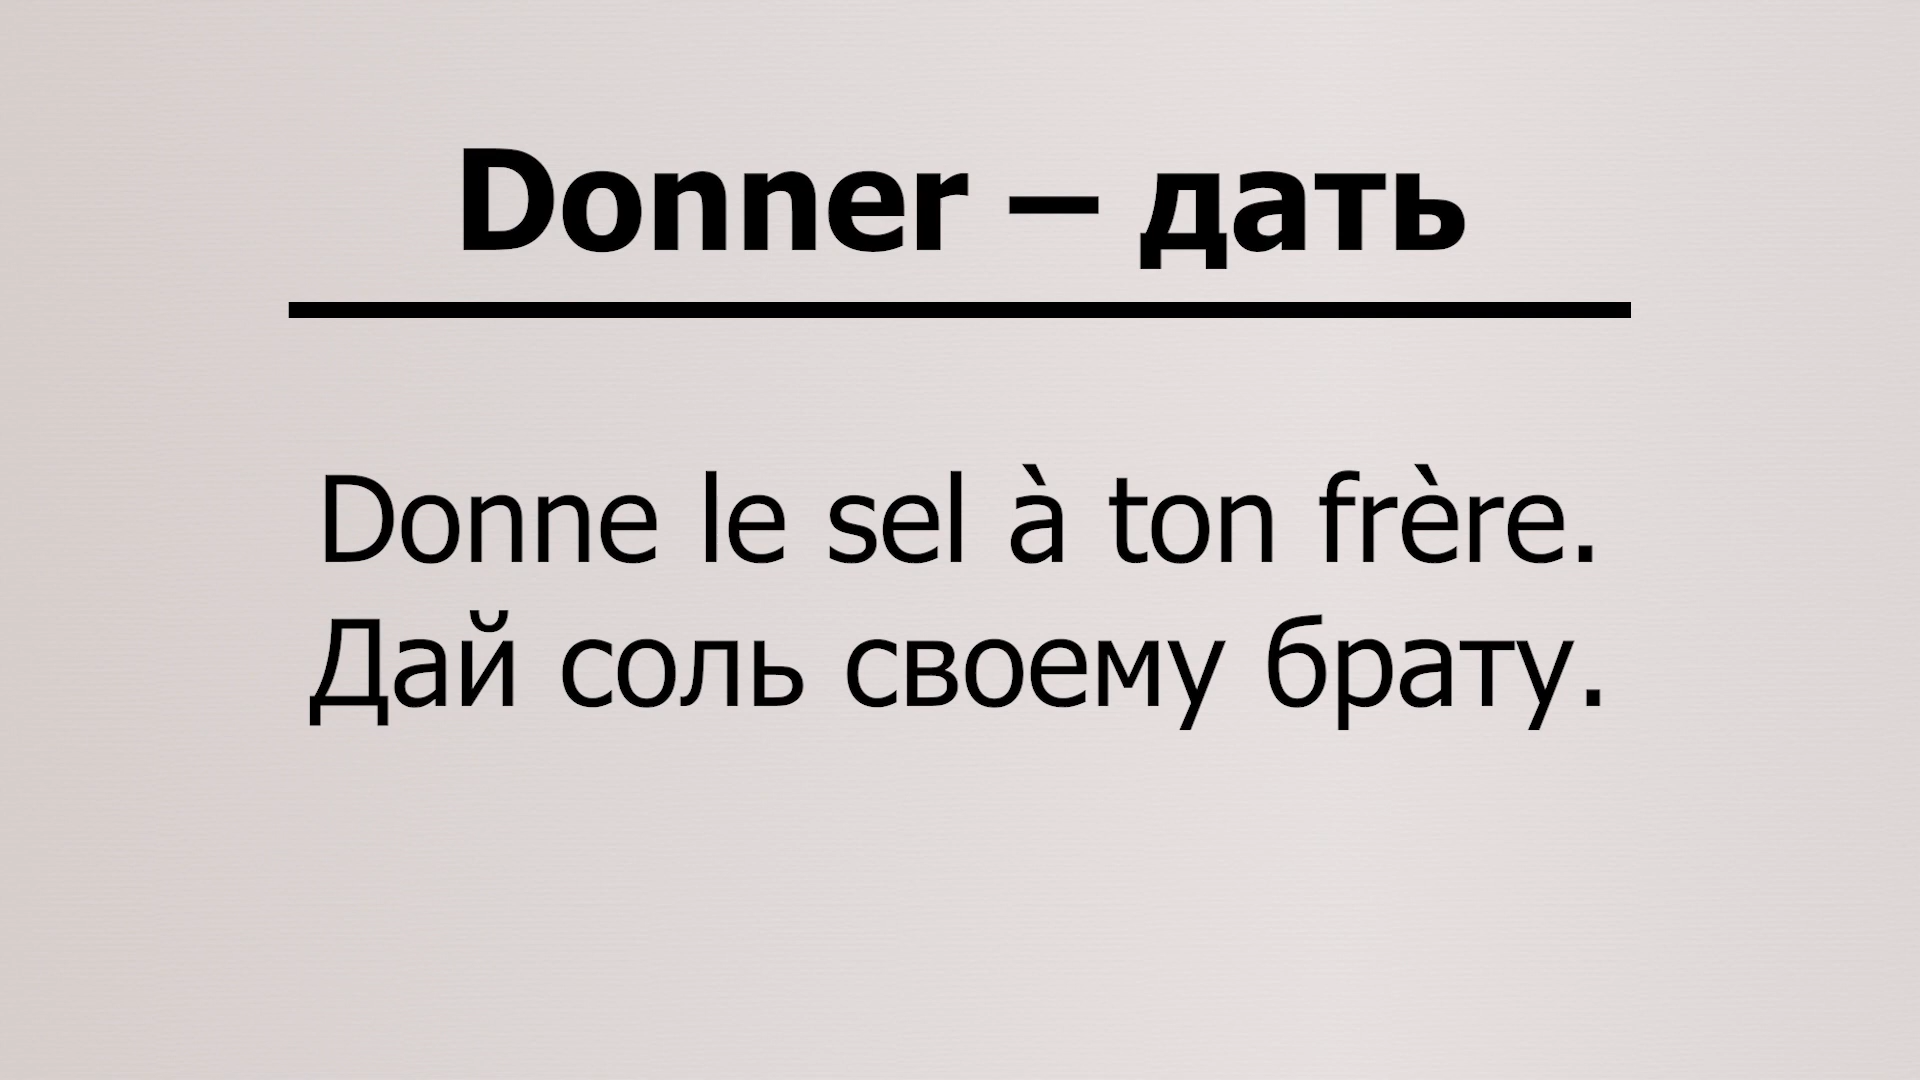 Donner – дать
Donne le sel à ton frère.
Дай соль своему брату.